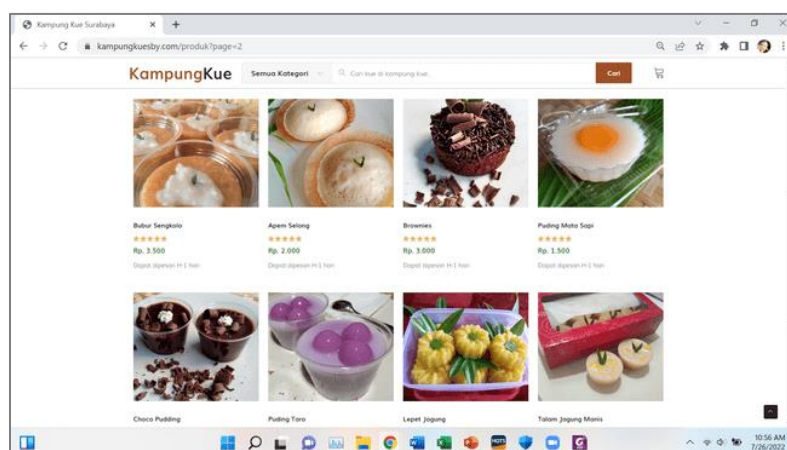 Kampung Kue Surabaya
kampungkuesby.com/produk?page=2
KampungKue
Semua Kategori
Cari kue di kampung kue...
Cari
Bubur Sengkolo
Apem Selong
Brownies
Puding Mata Sapi
Rp. 3.500
Rp. 2.000
Rp. 3.000
Rp. 1.500
Dapat dipesan H-1 hari
Dapat dipesan H-1 hari
Dapat dipesan H-1 hari
Dapat dipesan H-1 hari
Choco Pudding
Puding Taro
Lepet Jagung
Talam Jagung Manis
HOTS
10:56 AM
7/26/2022